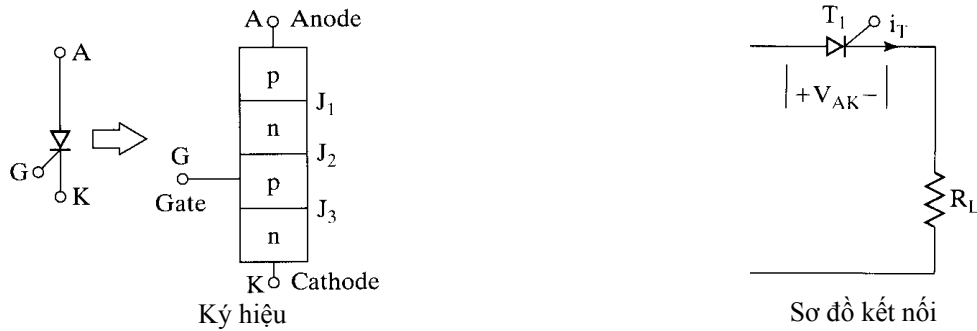 A
G
K
A Anode
p
J1
n
J2
G
p
Gate
J3
n
K Cathode
Ký hiệu
T1
iT
+VAK−
RL
Sơ đồ kết nối